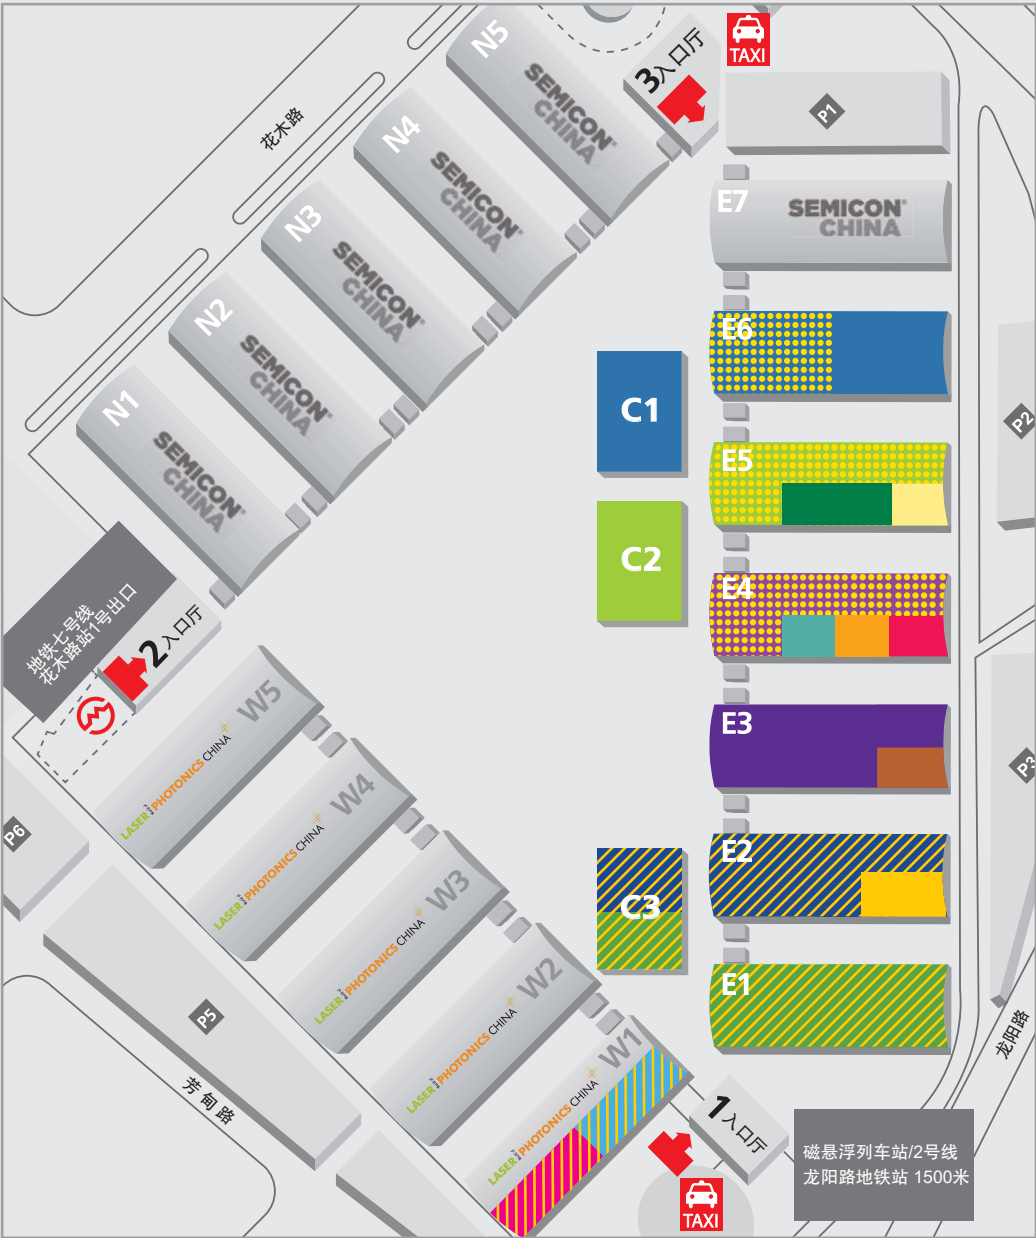 N5
SEMICON
CHINA
3入口厅
TAXI
P1
花木路
N4
SEMICON
CHINA
E7
SEMICON
CHINA
N3
SEMICON
CHINA
N2
SEMICON
CHINA
E6
N1
SEMICON
CHINA
C1
P2
E5
C2
E4
地铁七号线
花木路站1号出口
2入口厅
W5
LASER PHOTONICS CHINA
E3
P3
W4
LASER PHOTONICS CHINA
P6
W3
LASER PHOTONICS CHINA
E2
C3
W2
LASER PHOTONICS CHINA
E1
P5
龙阳路
W1
LASER PHOTONICS CHINA
芳甸路
1入口厅
磁悬浮列车站/2号线
龙阳路地铁站 1500米
TAXI